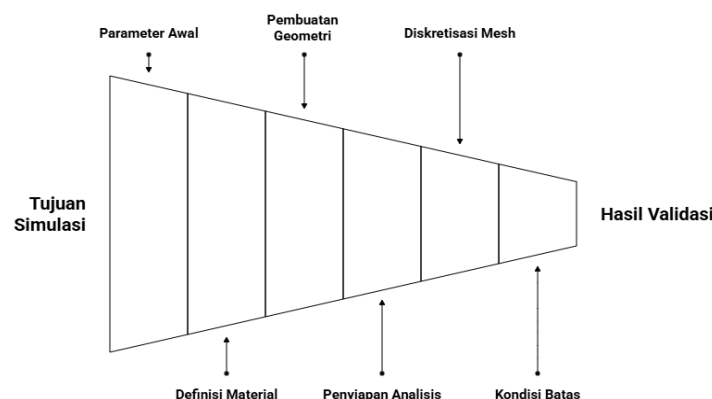 Parameter Awal
Pembuatan
Geometri
Diskretisasi Mesh
Tujuan
Simulasi
Hasil Validasi
Definisi Material
Penyiapan Analisis
Kondisi Batas